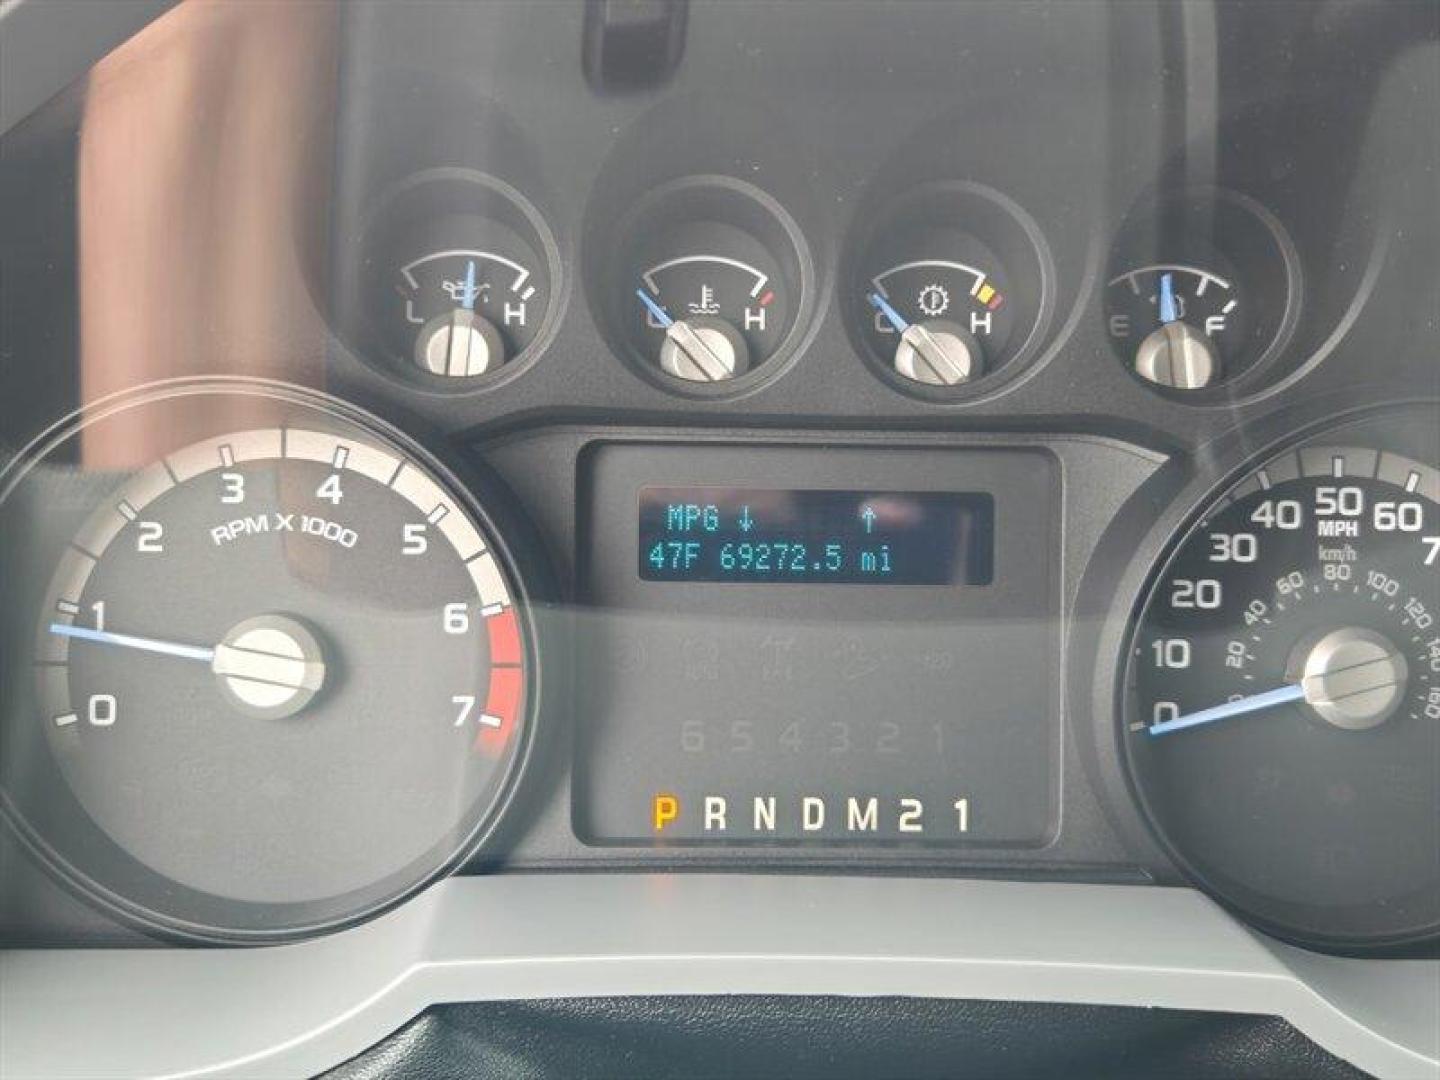 L H
C H
C H
E F
MPG ↓ ↑
47F 69272.5 mi
0 1 2 3 4 5 6 7
RPM X 1000
0 10 20 30 40 50 60 7
MPH
km/h
0 20 40 60 80 100 120 140 160
6 5 4 3 2 1
P R N D M 2 1